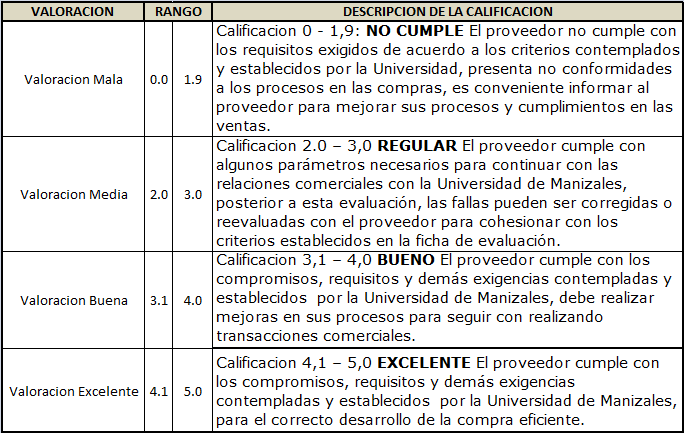 VALORACION RANGO DESCRIPCION DE LA CALIFICACION
Valoracion Mala 0.0 1.9
Calificacion 0 - 1,9: NO CUMPLE El proveedor no cumple con
los requisitos exigidos de acuerdo a los criterios contemplados
y establecidos por la Universidad, presenta no conformidades
a los procesos en las compras, es conveniente informar al
proveedor para mejorar sus procesos y cumplimientos en las
ventas.
Valoracion Media 2.0 3.0
Calificacion 2.0 – 3,0 REGULAR El proveedor cumple con
algunos parámetros necesarios para continuar con las
relaciones comerciales con la Universidad de Manizales,
posterior a esta evaluación, las fallas pueden ser corregidas o
reevaluadas con el proveedor para cohesionar con los
criterios establecidos en la ficha de evaluación.
Valoracion Buena 3.1 4.0
Calificacion 3,1 – 4,0 BUENO El proveedor cumple con los
compromisos, requisitos y demás exigencias contempladas y
establecidos por la Universidad de Manizales, debe realizar
mejoras en sus procesos para seguir con realizando
transacciones comerciales.
Valoracion Excelente 4.1 5.0
Calificacion 4,1 – 5,0 EXCELENTE El proveedor cumple con
los compromisos, requisitos y demás exigencias
contempladas y establecidos por la Universidad de Manizales,
para el correcto desarrollo de la compra eficiente.